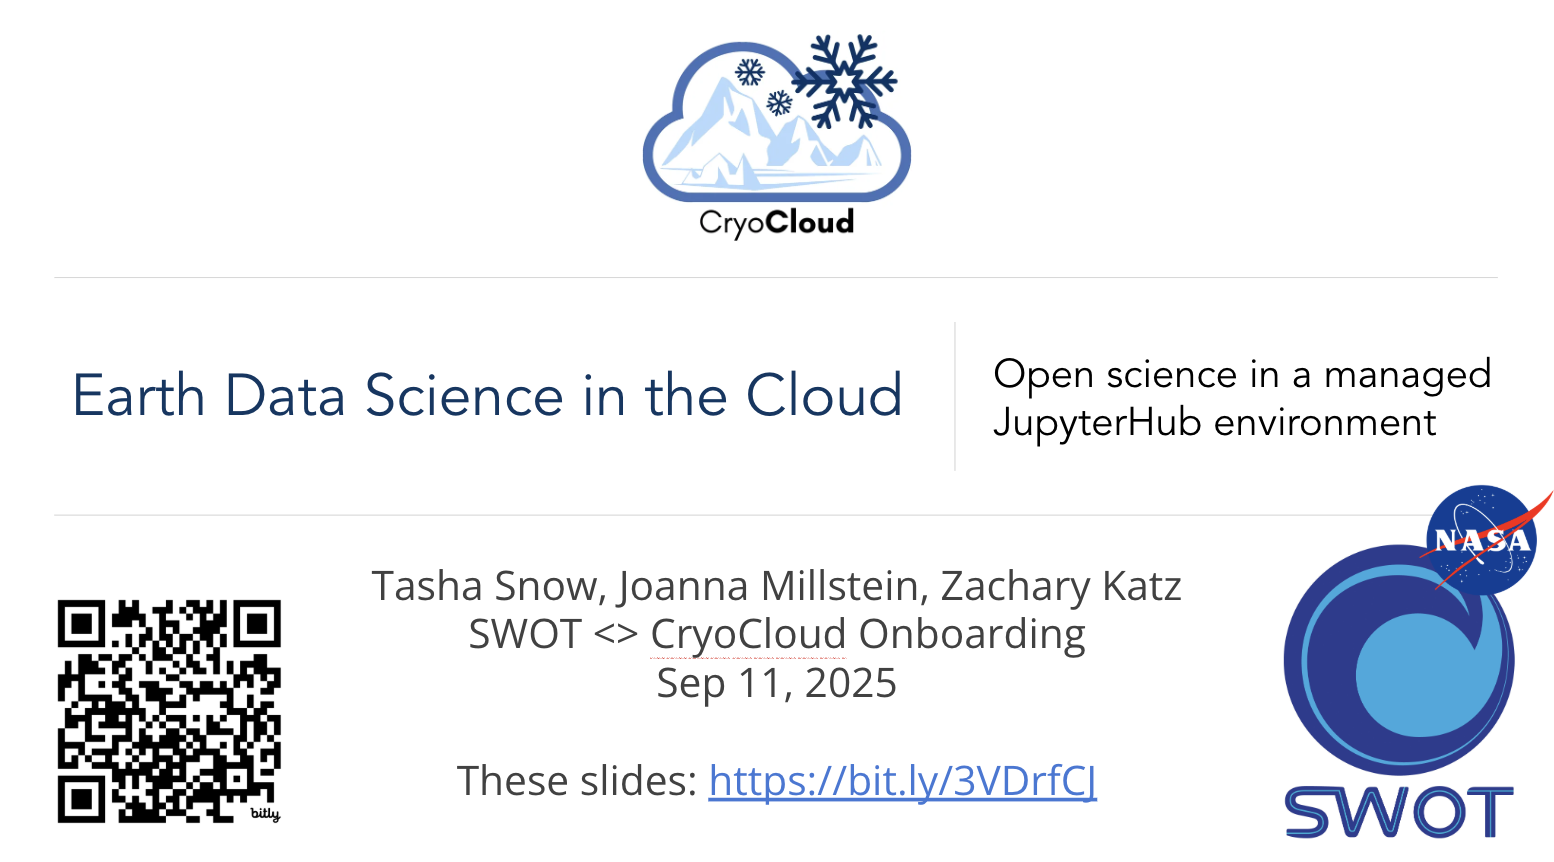 CryoCloud
Earth Data Science in the Cloud
Open science in a managed
JupyterHub environment
NASA
Tasha Snow, Joanna Millstein, Zachary Katz
SWOT <> CryoCloud Onboarding
Sep 11, 2025
These slides: https://bit.ly/3VDrfCJ
bitly
SWOT